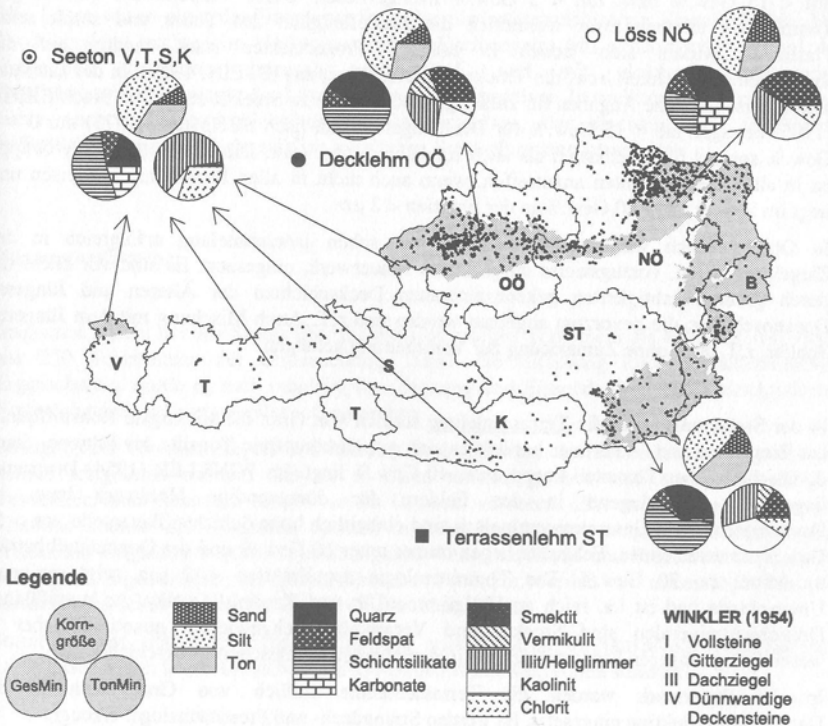 Seeton V,T,S,K
Löss NÖ
Decklehm OÖ
NÖ
OÖ
B
ST
V
T
S
T
K
Terrassenlehm ST
Legende
Korn-
größe
GesMin
TonMin
Sand
Silt
Ton
Quarz
Feldspat
Schichtsilikate
Karbonate
Smektit
Vermikulit
Illit/Hellglimmer
Kaolinit
Chlorit
WINKLER (1954)
I Vollsteine
II Gitterziegel
III Dachziegel
IV Dünnwandige
Deckensteine